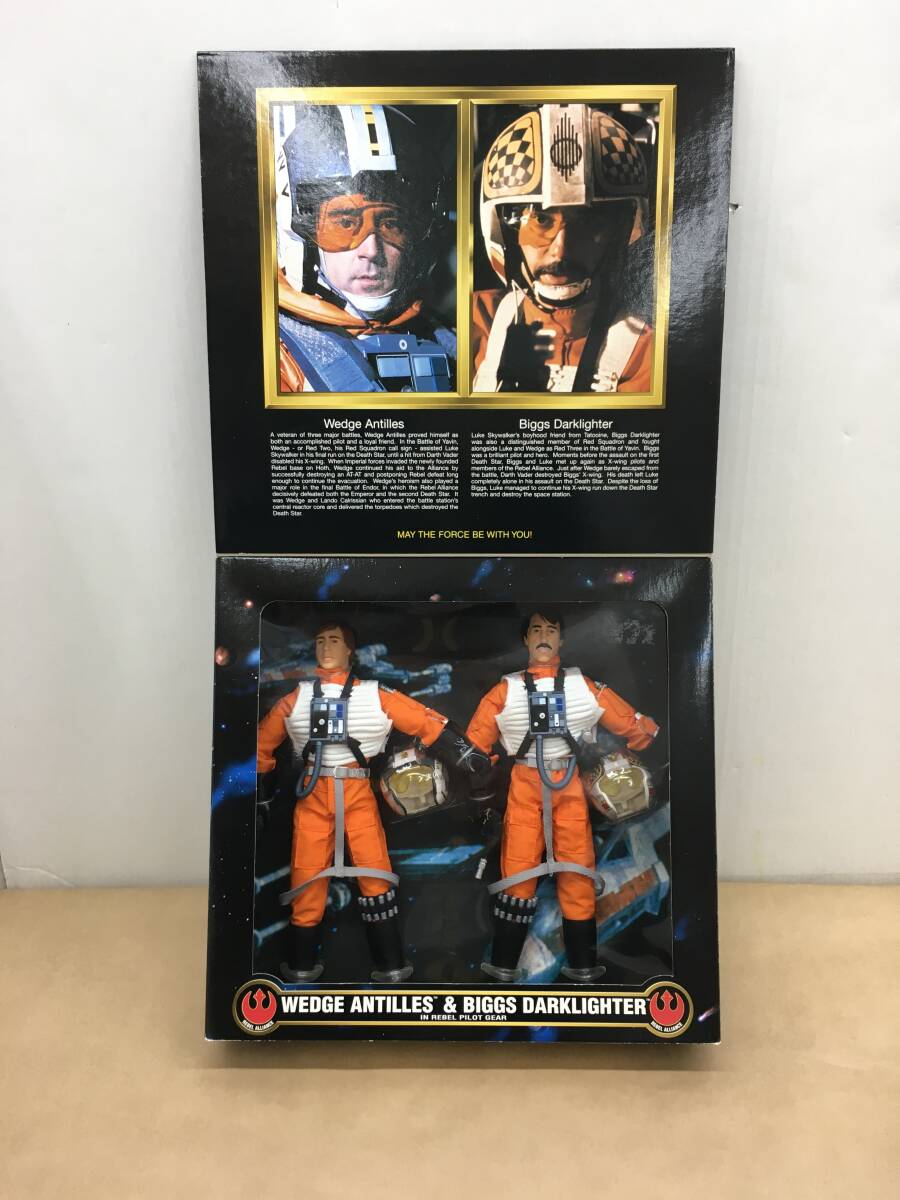 Wedge Antilles
A veteran of three major battles, Wedge Antilles proved himself as
both an accomplished pilot and a loyal friend. In the Battle of Yavin,
Wedge - or Red Two, his Red Squadron call sign - assisted Luke
Skywalker in his final run on the Death Star, until a hit from Darth Vader
disabled his X-wing. When Imperial forces invaded the newly founded
Rebel base on Hoth, Wedge continued his aid to the Alliance by
successfully destroying an AT-AT and postponing Rebel defeat long
enough to continue the evacuation. Wedge's heroism also played a
major role in the final Battle of Endor, in which the Rebel Alliance
decisively defeated both the Emperor and the second Death Star. It
was Wedge and Lando Calrissian who entered the battle station's
central reactor core and delivered the torpedoes which destroyed the
Death Star.
Biggs Darklighter
Luke Skywalker's boyhood friend from Tatooine, Biggs Darklighter
was also a distinguished member of Red Squadron and fought
alongside Luke and Wedge as Red Three in the Battle of Yavin. Biggs
was a brilliant pilot and hero. Moments before the assault on the first
Death Star, Biggs and Luke met up again as X-wing pilots and
members of the Rebel Alliance. Just after Wedge barely escaped from
the battle, Darth Vader destroyed Biggs' X-wing. His death left Luke
completely alone in his assault on the Death Star. Despite the loss of
Biggs, Luke managed to continue his X-wing run down the Death Star
trench and destroy the space station.
MAY THE FORCE BE WITH YOU!
WEDGE ANTILLES™ & BIGGS DARKLIGHTER™
IN REBEL PILOT GEAR
REBEL ALLIANCE
REBEL ALLIANCE